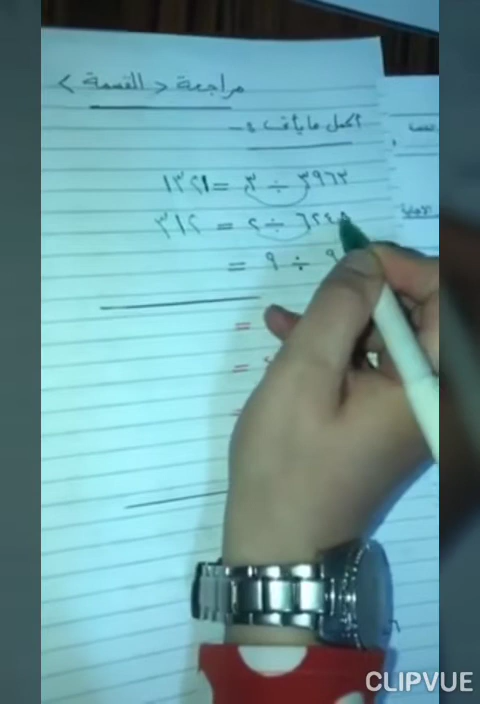 مراجعة < القسمة >
أكمل ما يأتي :-
٣٩٦٣ ÷ ٣ = ١٣٢١
٦٢٤٨ ÷ ٢ = ٣١٢
٩ ÷ ٩ =
=
=
CLIPVUE